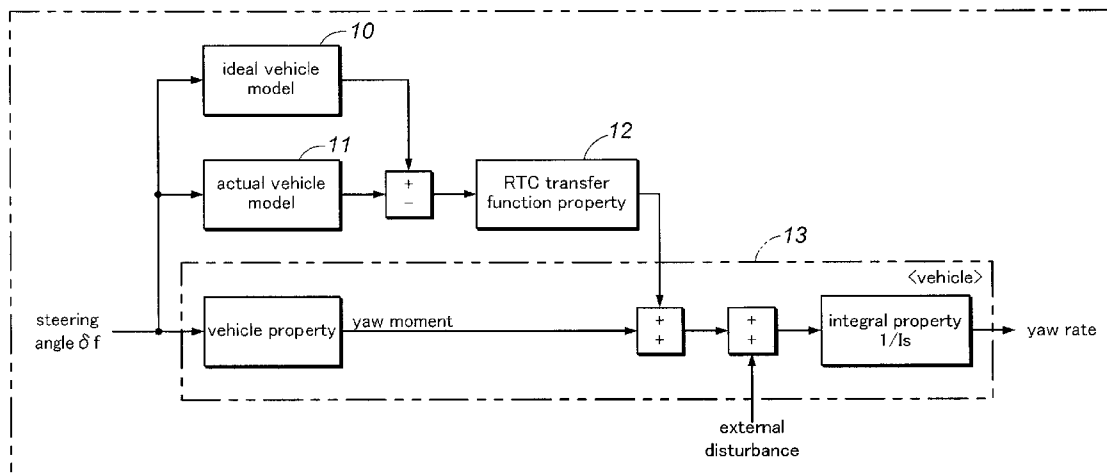 10
ideal vehicle
model
11
actual vehicle
model
+
−
12
RTC transfer
function property
13
<vehicle>
steering
angle δ f
vehicle property
yaw moment
+
+
+
+
integral property
1/Is
yaw rate
external
disturbance